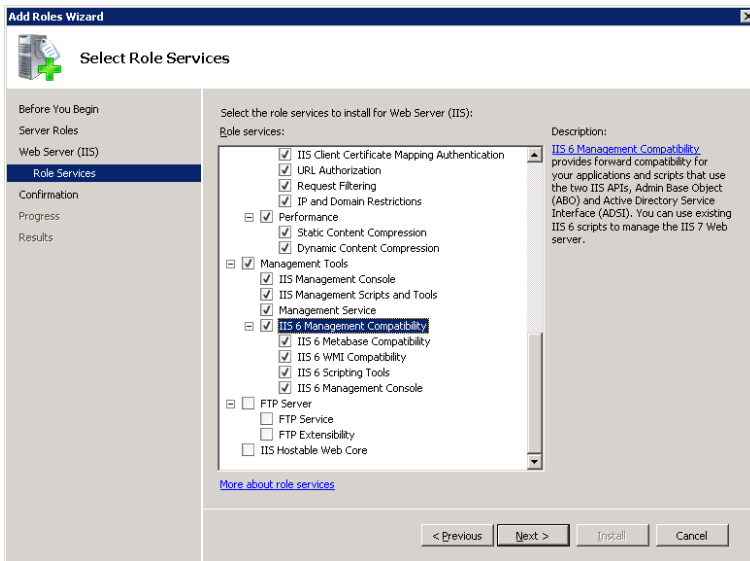 Add Roles Wizard
Select Role Services
Before You Begin
Server Roles
Web Server (IIS)
Role Services
Confirmation
Progress
Results
Select the role services to install for Web Server (IIS):
Role services:
IIS Client Certificate Mapping Authentication
URL Authorization
Request Filtering
IP and Domain Restrictions
Performance
Static Content Compression
Dynamic Content Compression
Management Tools
IIS Management Console
IIS Management Scripts and Tools
Management Service
IIS 6 Management Compatibility
IIS 6 Metabase Compatibility
IIS 6 WMI Compatibility
IIS 6 Scripting Tools
IIS 6 Management Console
FTP Server
FTP Service
FTP Extensibility
IIS Hostable Web Core
More about role services
Description:
IIS 6 Management Compatibility
provides forward compatibility for
your applications and scripts that use
the two IIS APIs, Admin Base Object
(ABO) and Active Directory Service
Interface (ADSI). You can use existing
IIS 6 scripts to manage the IIS 7 Web
server.
< Previous
Next >
Install
Cancel